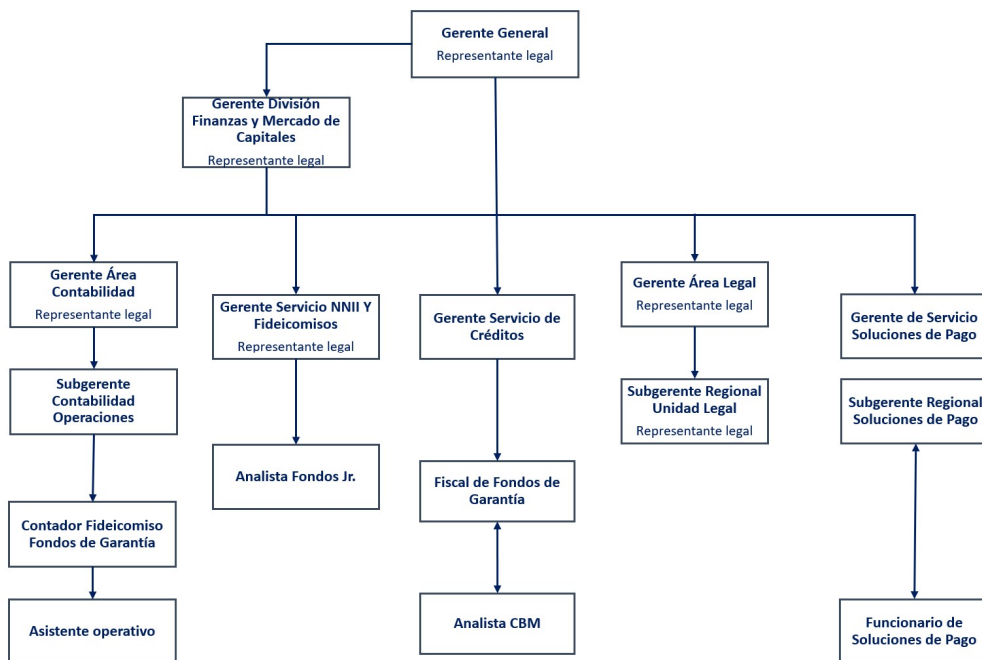 Gerente General
Representante legal
Gerente División
Finanzas y Mercado de
Capitales
Representante legal
Gerente Área
Contabilidad
Representante legal
Gerente Servicio NNII Y
Fideicomisos
Representante legal
Gerente Servicio de
Créditos
Gerente Área Legal
Representante legal
Gerente de Servicio
Soluciones de Pago
Subgerente
Contabilidad
Operaciones
Subgerente Regional
Unidad Legal
Representante legal
Subgerente Regional
Soluciones de Pago
Analista Fondos Jr.
Fiscal de Fondos de
Garantía
Contador Fideicomiso
Fondos de Garantía
Asistente operativo
Analista CBM
Funcionario de
Soluciones de Pago